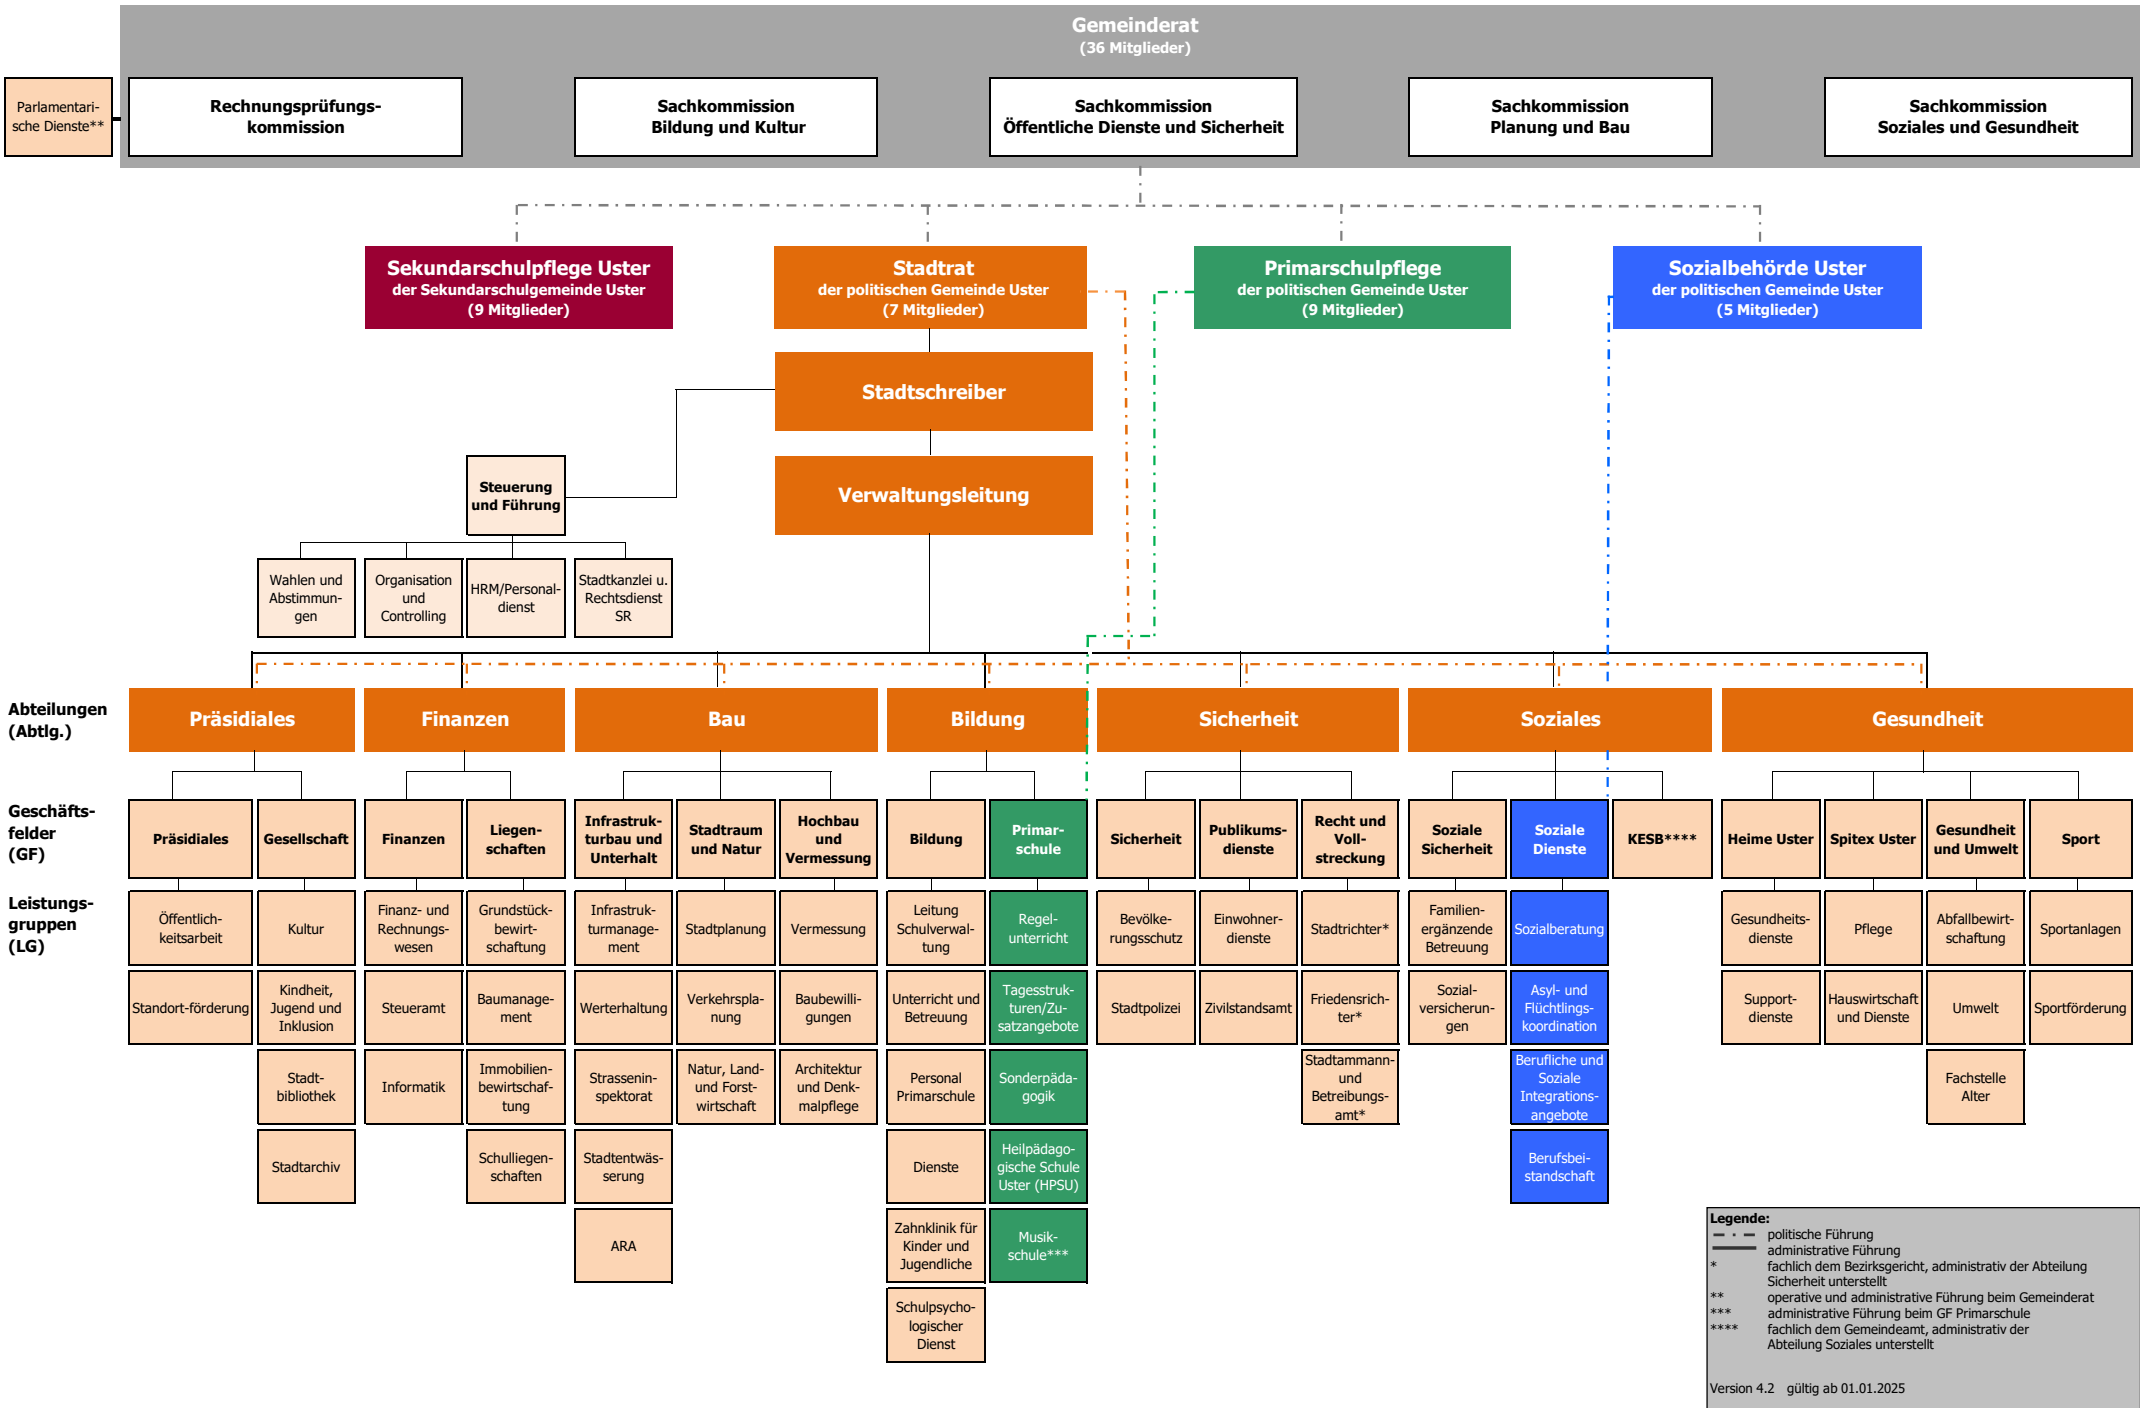 Gemeinderat
(36 Mitglieder)
Parlamentari-
sche Dienste**
Rechnungsprüfungs-
kommission
Sachkommission
Bildung und Kultur
Sachkommission
Öffentliche Dienste und Sicherheit
Sachkommission
Planung und Bau
Sachkommission
Soziales und Gesundheit
Sekundarschulpflege Uster
der Sekundarschulgemeinde Uster
(9 Mitglieder)
Stadtrat
der politischen Gemeinde Uster
(7 Mitglieder)
Primarschulpflege
der politischen Gemeinde Uster
(9 Mitglieder)
Sozialbehörde Uster
der politischen Gemeinde Uster
(5 Mitglieder)
Stadtschreiber
Verwaltungsleitung
Steuerung
und Führung
Wahlen und
Abstimmun-
gen
Organisation
und
Controlling
HRM/Personal-
dienst
Stadtkanzlei u.
Rechtsdienst
SR
Abteilungen
(Abtlg.)
Präsidiales
Finanzen
Bau
Bildung
Sicherheit
Soziales
Gesundheit
Geschäfts-
felder
(GF)
Präsidiales
Gesellschaft
Finanzen
Liegen-
schaften
Infrastruk-
turbau und
Unterhalt
Stadtraum
und Natur
Hochbau
und
Vermessung
Bildung
Primar-
schule
Sicherheit
Publikums-
dienste
Recht und
Voll-
streckung
Soziale
Sicherheit
Soziale
Dienste
KESB****
Heime Uster
Spitex Uster
Gesundheit
und Umwelt
Sport
Leistungs-
gruppen
(LG)
Öffentlich-
keitsarbeit
Kultur
Finanz- und
Rechnungs-
wesen
Grundstück-
bewirt-
schaftung
Infrastruk-
turmanage-
ment
Stadtplanung
Vermessung
Leitung
Schulverwal-
tung
Regel-
unterricht
Bevölke-
rungsschutz
Einwohner-
dienste
Stadtrichter*
Familien-
ergänzende
Betreuung
Sozialberatung
Gesundheits-
dienste
Pflege
Abfallbewirt-
schaftung
Sportanlagen
Standort-förderung
Kindheit,
Jugend und
Inklusion
Steueramt
Baumanage-
ment
Werterhaltung
Verkehrspla-
nung
Baubewilli-
gungen
Unterricht und
Betreuung
Tagesstruk-
turen/Zu-
satzangebote
Stadtpolizei
Zivilstandsamt
Friedensrich-
ter*
Sozial-
versicherun-
gen
Asyl- und
Flüchtlings-
koordination
Support-
dienste
Hauswirtschaft
und Dienste
Umwelt
Sportförderung
Stadt-
bibliothek
Informatik
Immobilien-
bewirtschaf-
tung
Strassenin-
spektorat
Natur, Land-
und Forst-
wirtschaft
Architektur
und Denk-
malpflege
Personal
Primarschule
Sonderpäda-
gogik
Stadtammann-
und
Betreibungs-
amt*
Berufliche und
Soziale
Integrations-
angebote
Fachstelle
Alter
Stadtarchiv
Schulliegen-
schaften
Stadtentwäs-
serung
Dienste
Heilpädago-
gische Schule
Uster (HPSU)
Berufsbei-
standschaft
ARA
Zahnklinik für
Kinder und
Jugendliche
Musik-
schule***
Schulpsycho-
logischer
Dienst
Legende:
politische Führung
administrative Führung
* fachlich dem Bezirksgericht, administrativ der Abteilung
Sicherheit unterstellt
** operative und administrative Führung beim Gemeinderat
*** administrative Führung beim GF Primarschule
**** fachlich dem Gemeindeamt, administrativ der
Abteilung Soziales unterstellt
Version 4.2 gültig ab 01.01.2025